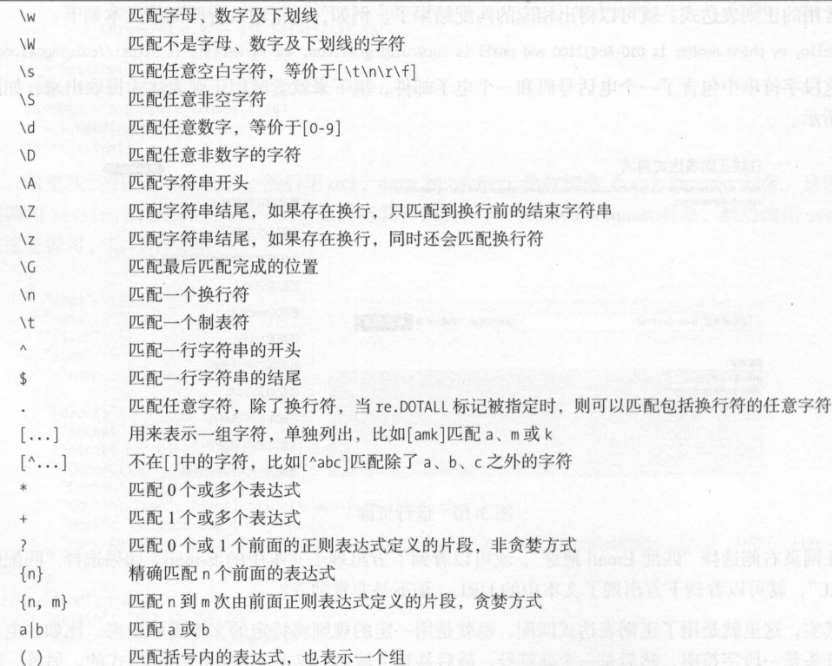 \w 匹配字母、数字及下划线
\W 匹配不是字母、数字及下划线的字符
\s 匹配任意空白字符，等价于[\t\n\r\f]
\S 匹配任意非空字符
\d 匹配任意数字，等价于[0-9]
\D 匹配任意非数字的字符
\A 匹配字符串开头
\Z 匹配字符串结尾，如果存在换行，只匹配到换行前的结束字符串
\z 匹配字符串结尾，如果存在换行，同时还会匹配换行符
\G 匹配最后匹配完成的位置
\n 匹配一个换行符
\t 匹配一个制表符
^ 匹配一行字符串的开头
$ 匹配一行字符串的结尾
. 匹配任意字符，除了换行符，当 re.DOTALL 标记被指定时，则可以匹配包括换行符的任意字符
[...] 用来表示一组字符，单独列出，比如[amk]匹配 a、m 或 k
[^...] 不在[]中的字符，比如[^abc]匹配除了 a、b、c 之外的字符
* 匹配 0 个或多个表达式
+ 匹配 1 个或多个表达式
? 匹配 0 个或 1 个前面的正则表达式定义的片段，非贪婪方式
{n} 精确匹配 n 个前面的表达式
{n, m} 匹配 n 到 m 次由前面正则表达式定义的片段，贪婪方式
a|b 匹配 a 或 b
( ) 匹配括号内的表达式，也表示一个组